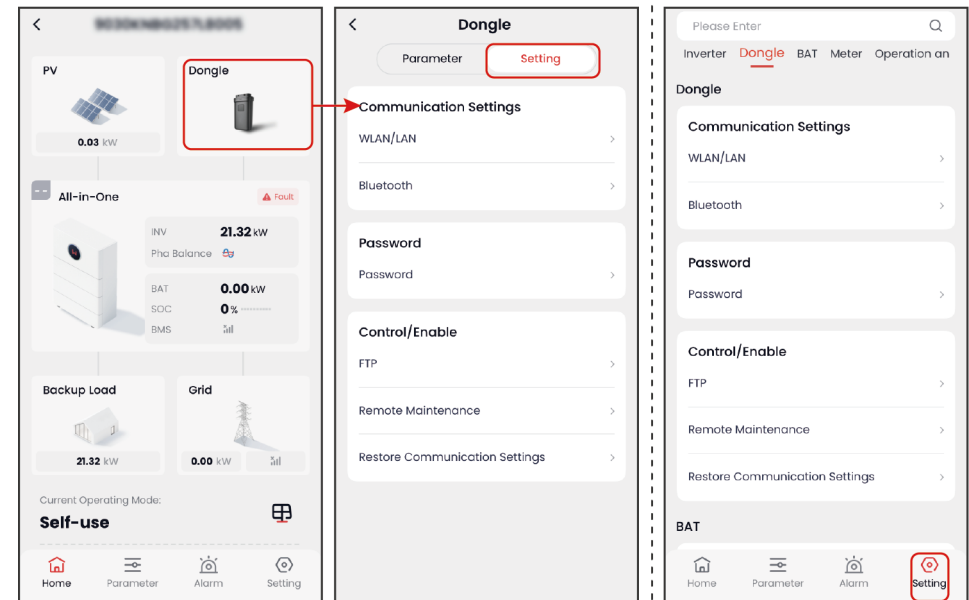 PV
Dongle
0.03 kW
All-in-One
Fault
INV 21.32 kW
Pha Balance
BAT 0.00 kW
SOC 0 %
BMS
Backup Load
Grid
21.32 kW
0.00 kW
Current Operating Mode:
Self-use
Home Parameter Alarm Setting
Dongle
Parameter Setting
Communication Settings
WLAN/LAN
Bluetooth
Password
Password
Control/Enable
FTP
Remote Maintenance
Restore Communication Settings
Please Enter
Inverter Dongle BAT Meter Operation an
Dongle
Communication Settings
WLAN/LAN
Bluetooth
Password
Password
Control/Enable
FTP
Remote Maintenance
Restore Communication Settings
BAT
Home Parameter Alarm Setting